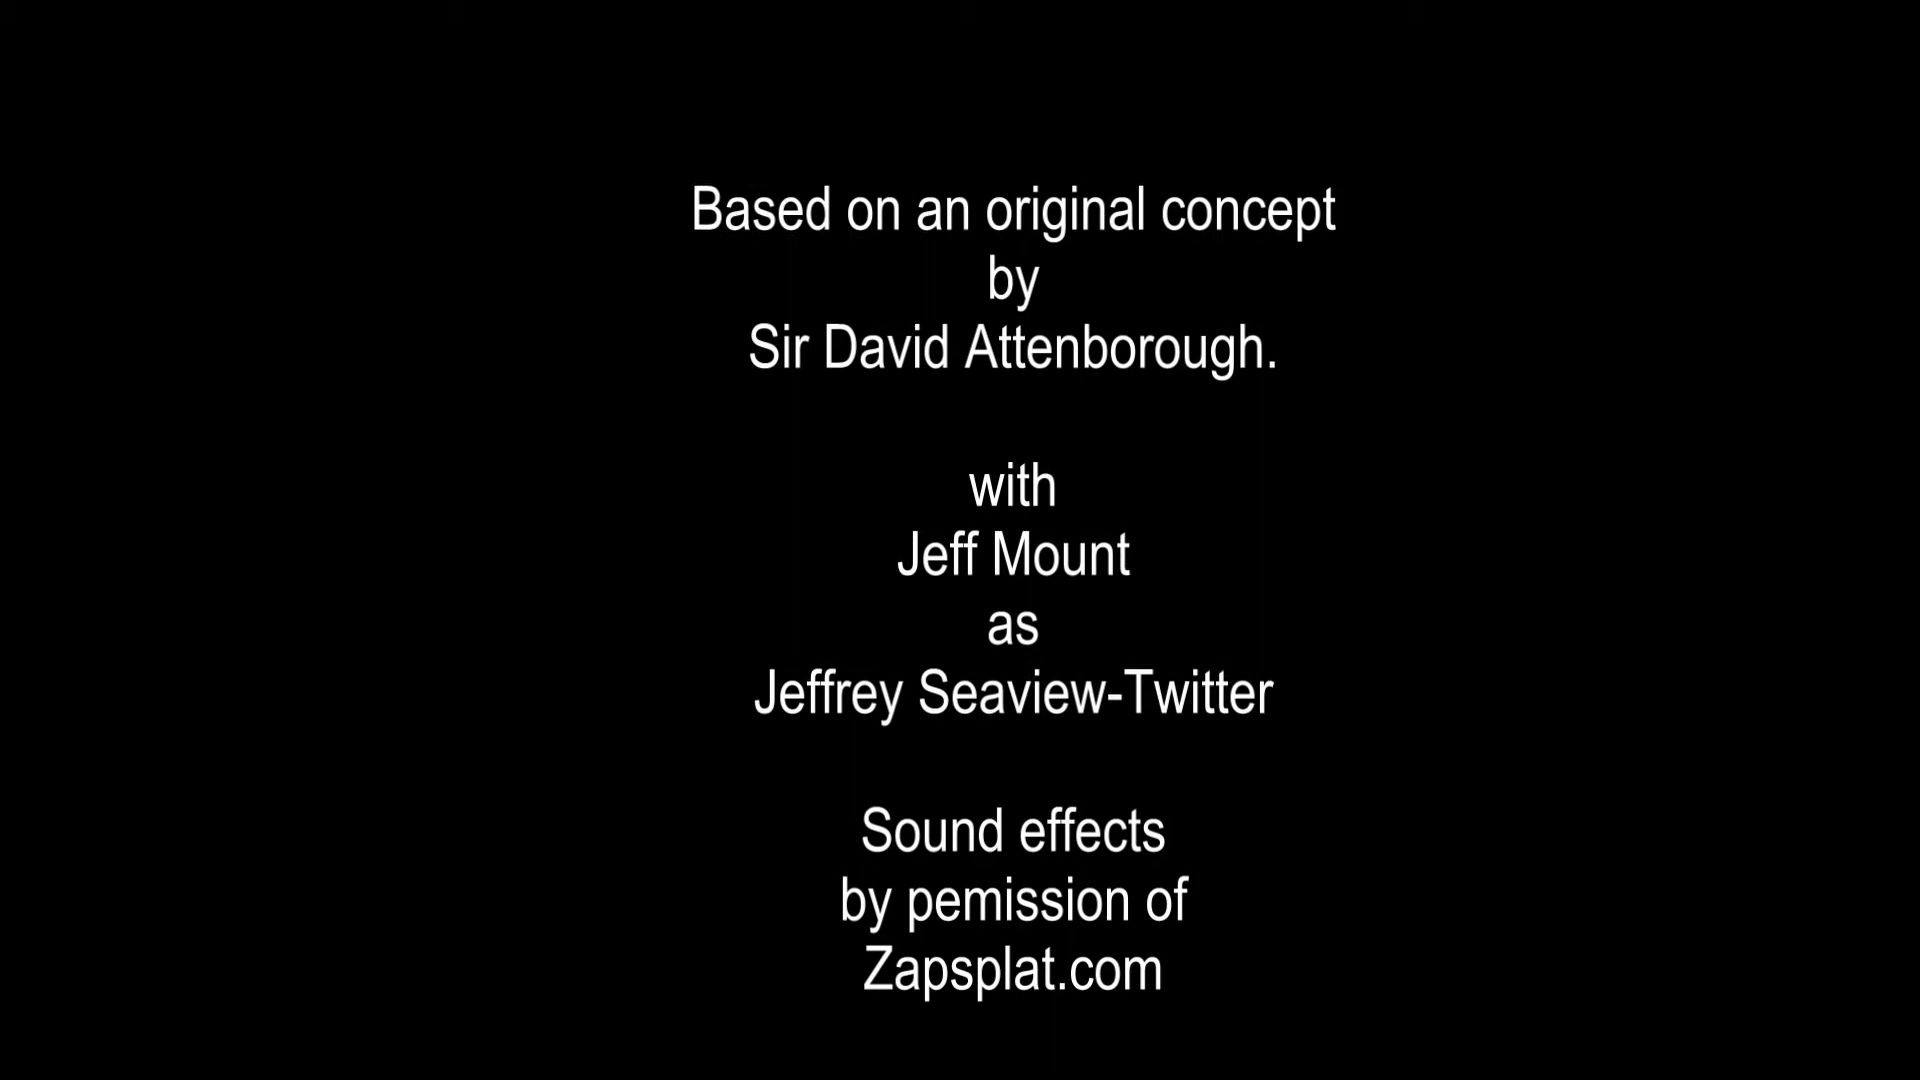 Based on an original concept
by
Sir David Attenborough.
with
Jeff Mount
as
Jeffrey Seaview-Twitter
Sound effects
by pemission of
Zapsplat.com